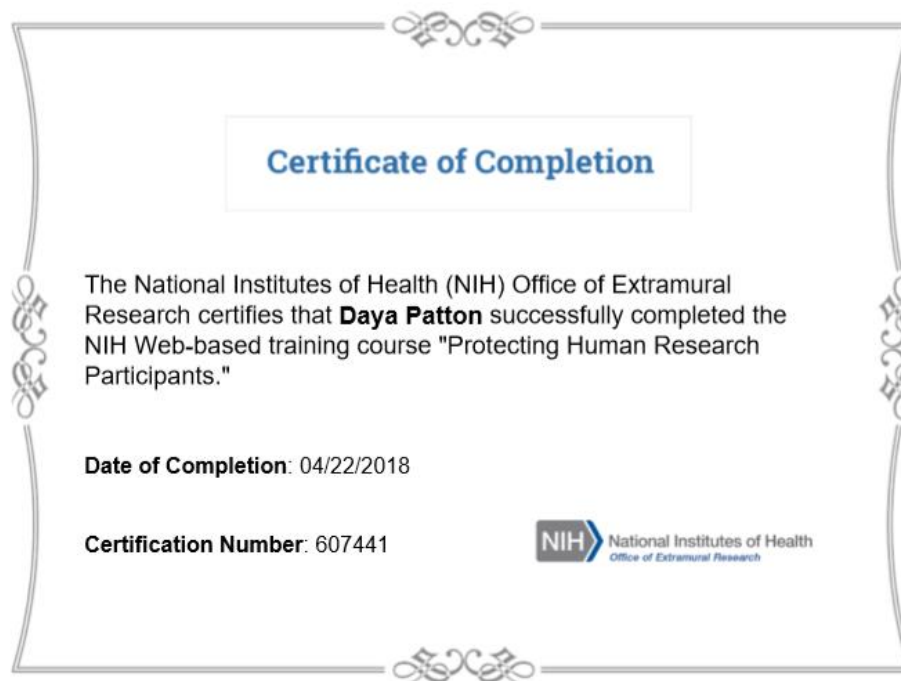 Certificate of Completion
The National Institutes of Health (NIH) Office of Extramural
Research certifies that Daya Patton successfully completed the
NIH Web-based training course "Protecting Human Research
Participants."
Date of Completion: 04/22/2018
Certification Number: 607441
NIH National Institutes of Health
Office of Extramural Research